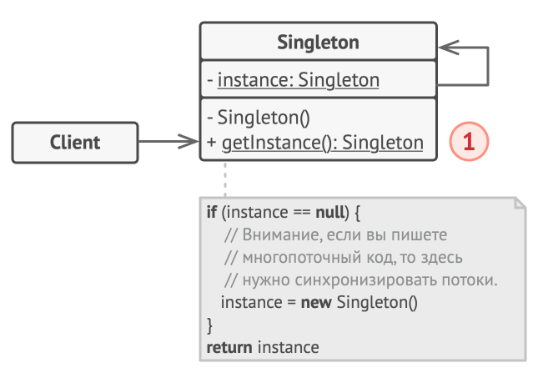 Singleton
- instance: Singleton
- Singleton()
+ getInstance(): Singleton
1
Client
if (instance == null) {
// Внимание, если вы пишете
// многопоточный код, то здесь
// нужно синхронизировать потоки.
instance = new Singleton()
}
return instance